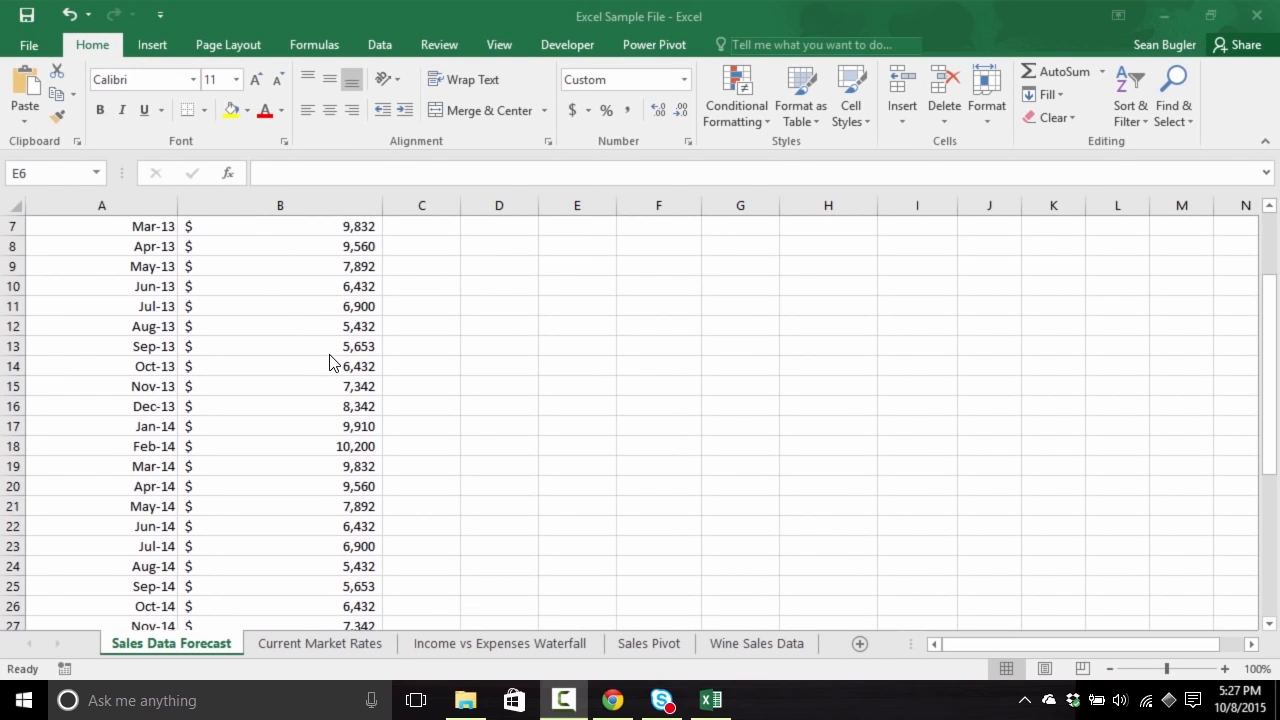 Excel Sample File - Excel
File Home Insert Page Layout Formulas Data Review View Developer Power Pivot Tell me what you want to do... Sean Bugler Share
Paste Calibri 11 A A Wrap Text Custom Conditional Formatting Format as Table Cell Styles Insert Delete Format AutoSum Sort & Filter Find & Select
B I U A Merge & Center $ % , Fill
Clear
Clipboard Font Alignment Number Styles Cells Editing
E6 fx
A B C D E F G H I J K L M N
7 Mar-13 $ 9,832
8 Apr-13 $ 9,560
9 May-13 $ 7,892
10 Jun-13 $ 6,432
11 Jul-13 $ 6,900
12 Aug-13 $ 5,432
13 Sep-13 $ 5,653
14 Oct-13 $ 6,432
15 Nov-13 $ 7,342
16 Dec-13 $ 8,342
17 Jan-14 $ 9,910
18 Feb-14 $ 10,200
19 Mar-14 $ 9,832
20 Apr-14 $ 9,560
21 May-14 $ 7,892
22 Jun-14 $ 6,432
23 Jul-14 $ 6,900
24 Aug-14 $ 5,432
25 Sep-14 $ 5,653
26 Oct-14 $ 6,432
27 Nov-14 $ 7,342
Sales Data Forecast Current Market Rates Income vs Expenses Waterfall Sales Pivot Wine Sales Data
Ready 100%
Ask me anything 5:27 PM
10/8/2015